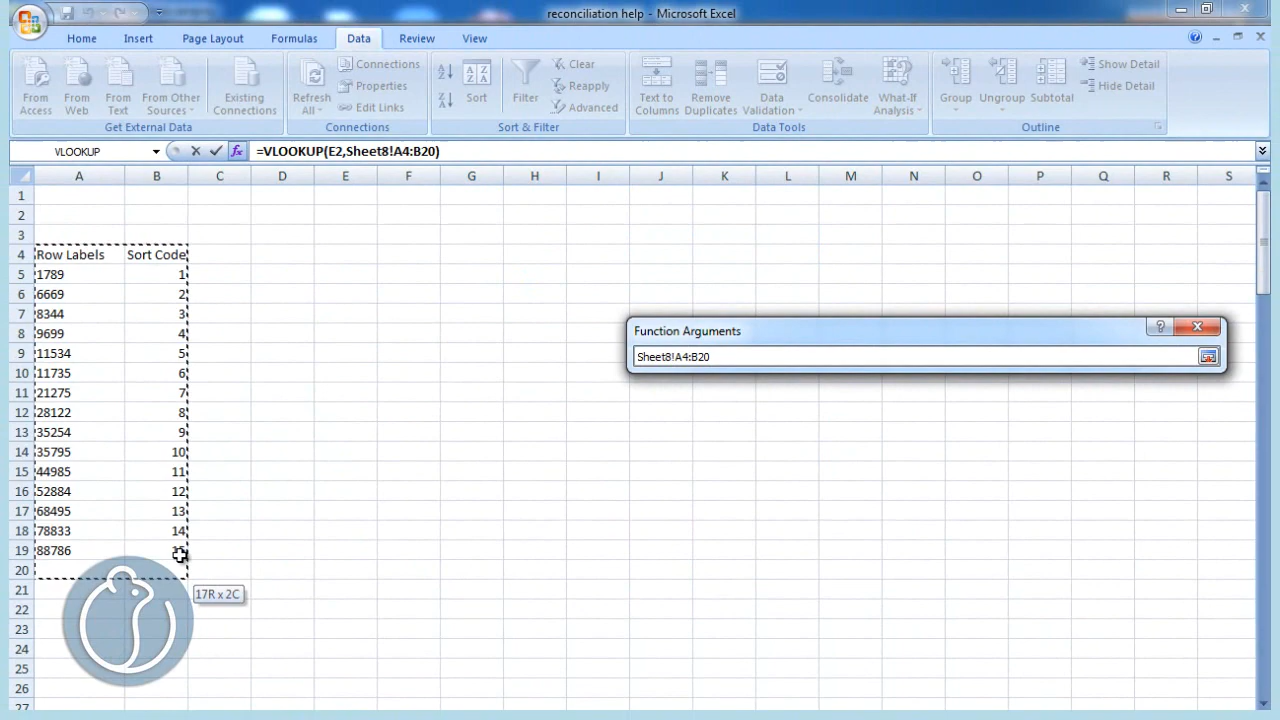 reconciliation help - Microsoft Excel
Home Insert Page Layout Formulas Data Review View
From Access
From Web
From Text
From Other Sources
Existing Connections
Get External Data
Refresh All
Connections
Properties
Edit Links
Connections
Sort
Filter
Clear
Reapply
Advanced
Sort & Filter
Text to Columns
Remove Duplicates
Data Validation
Consolidate
What-If Analysis
Data Tools
Group
Ungroup
Subtotal
Show Detail
Hide Detail
Outline
VLOOKUP fx =VLOOKUP(E2,Sheet8!A4:B20)
A B C D E F G H I J K L M N O P Q R S
1
2
3
4 Row Labels Sort Code
5 1789 1
6 6669 2
7 8344 3
8 9699 4
9 11534 5
10 11735 6
11 21275 7
12 28122 8
13 35254 9
14 35795 10
15 44985 11
16 52884 12
17 68495 13
18 78833 14
19 88786
20
21
22
23
24
25
26
27
17R x 2C
Function Arguments
Sheet8!A4:B20